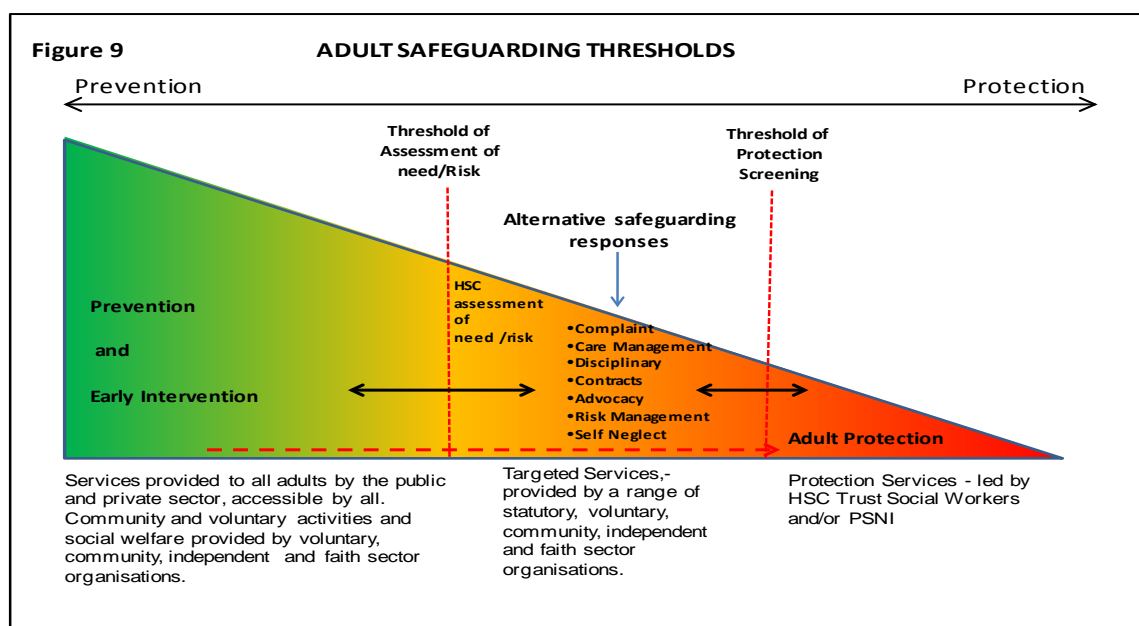 Figure 9
ADULT SAFEGUARDING THRESHOLDS
Prevention
Protection
Threshold of
Assessment of
need/Risk
Threshold of
Protection
Screening
Alternative safeguarding
responses
HSC
assessment
of
need /risk
Prevention
and
Early Intervention
•Complaint
•Care Management
•Disciplinary
•Contracts
•Advocacy
•Risk Management
•Self Neglect
Adult Protection
Services provided to all adults by the public
and private sector, accessible by all.
Community and voluntary activities and
social welfare provided by voluntary,
community, independent and faith sector
organisations.
Targeted Services,-
provided by a range of
statutory, voluntary,
community, independent
and faith sector
organisations.
Protection Services - led by
HSC Trust Social Workers
and/or PSNI